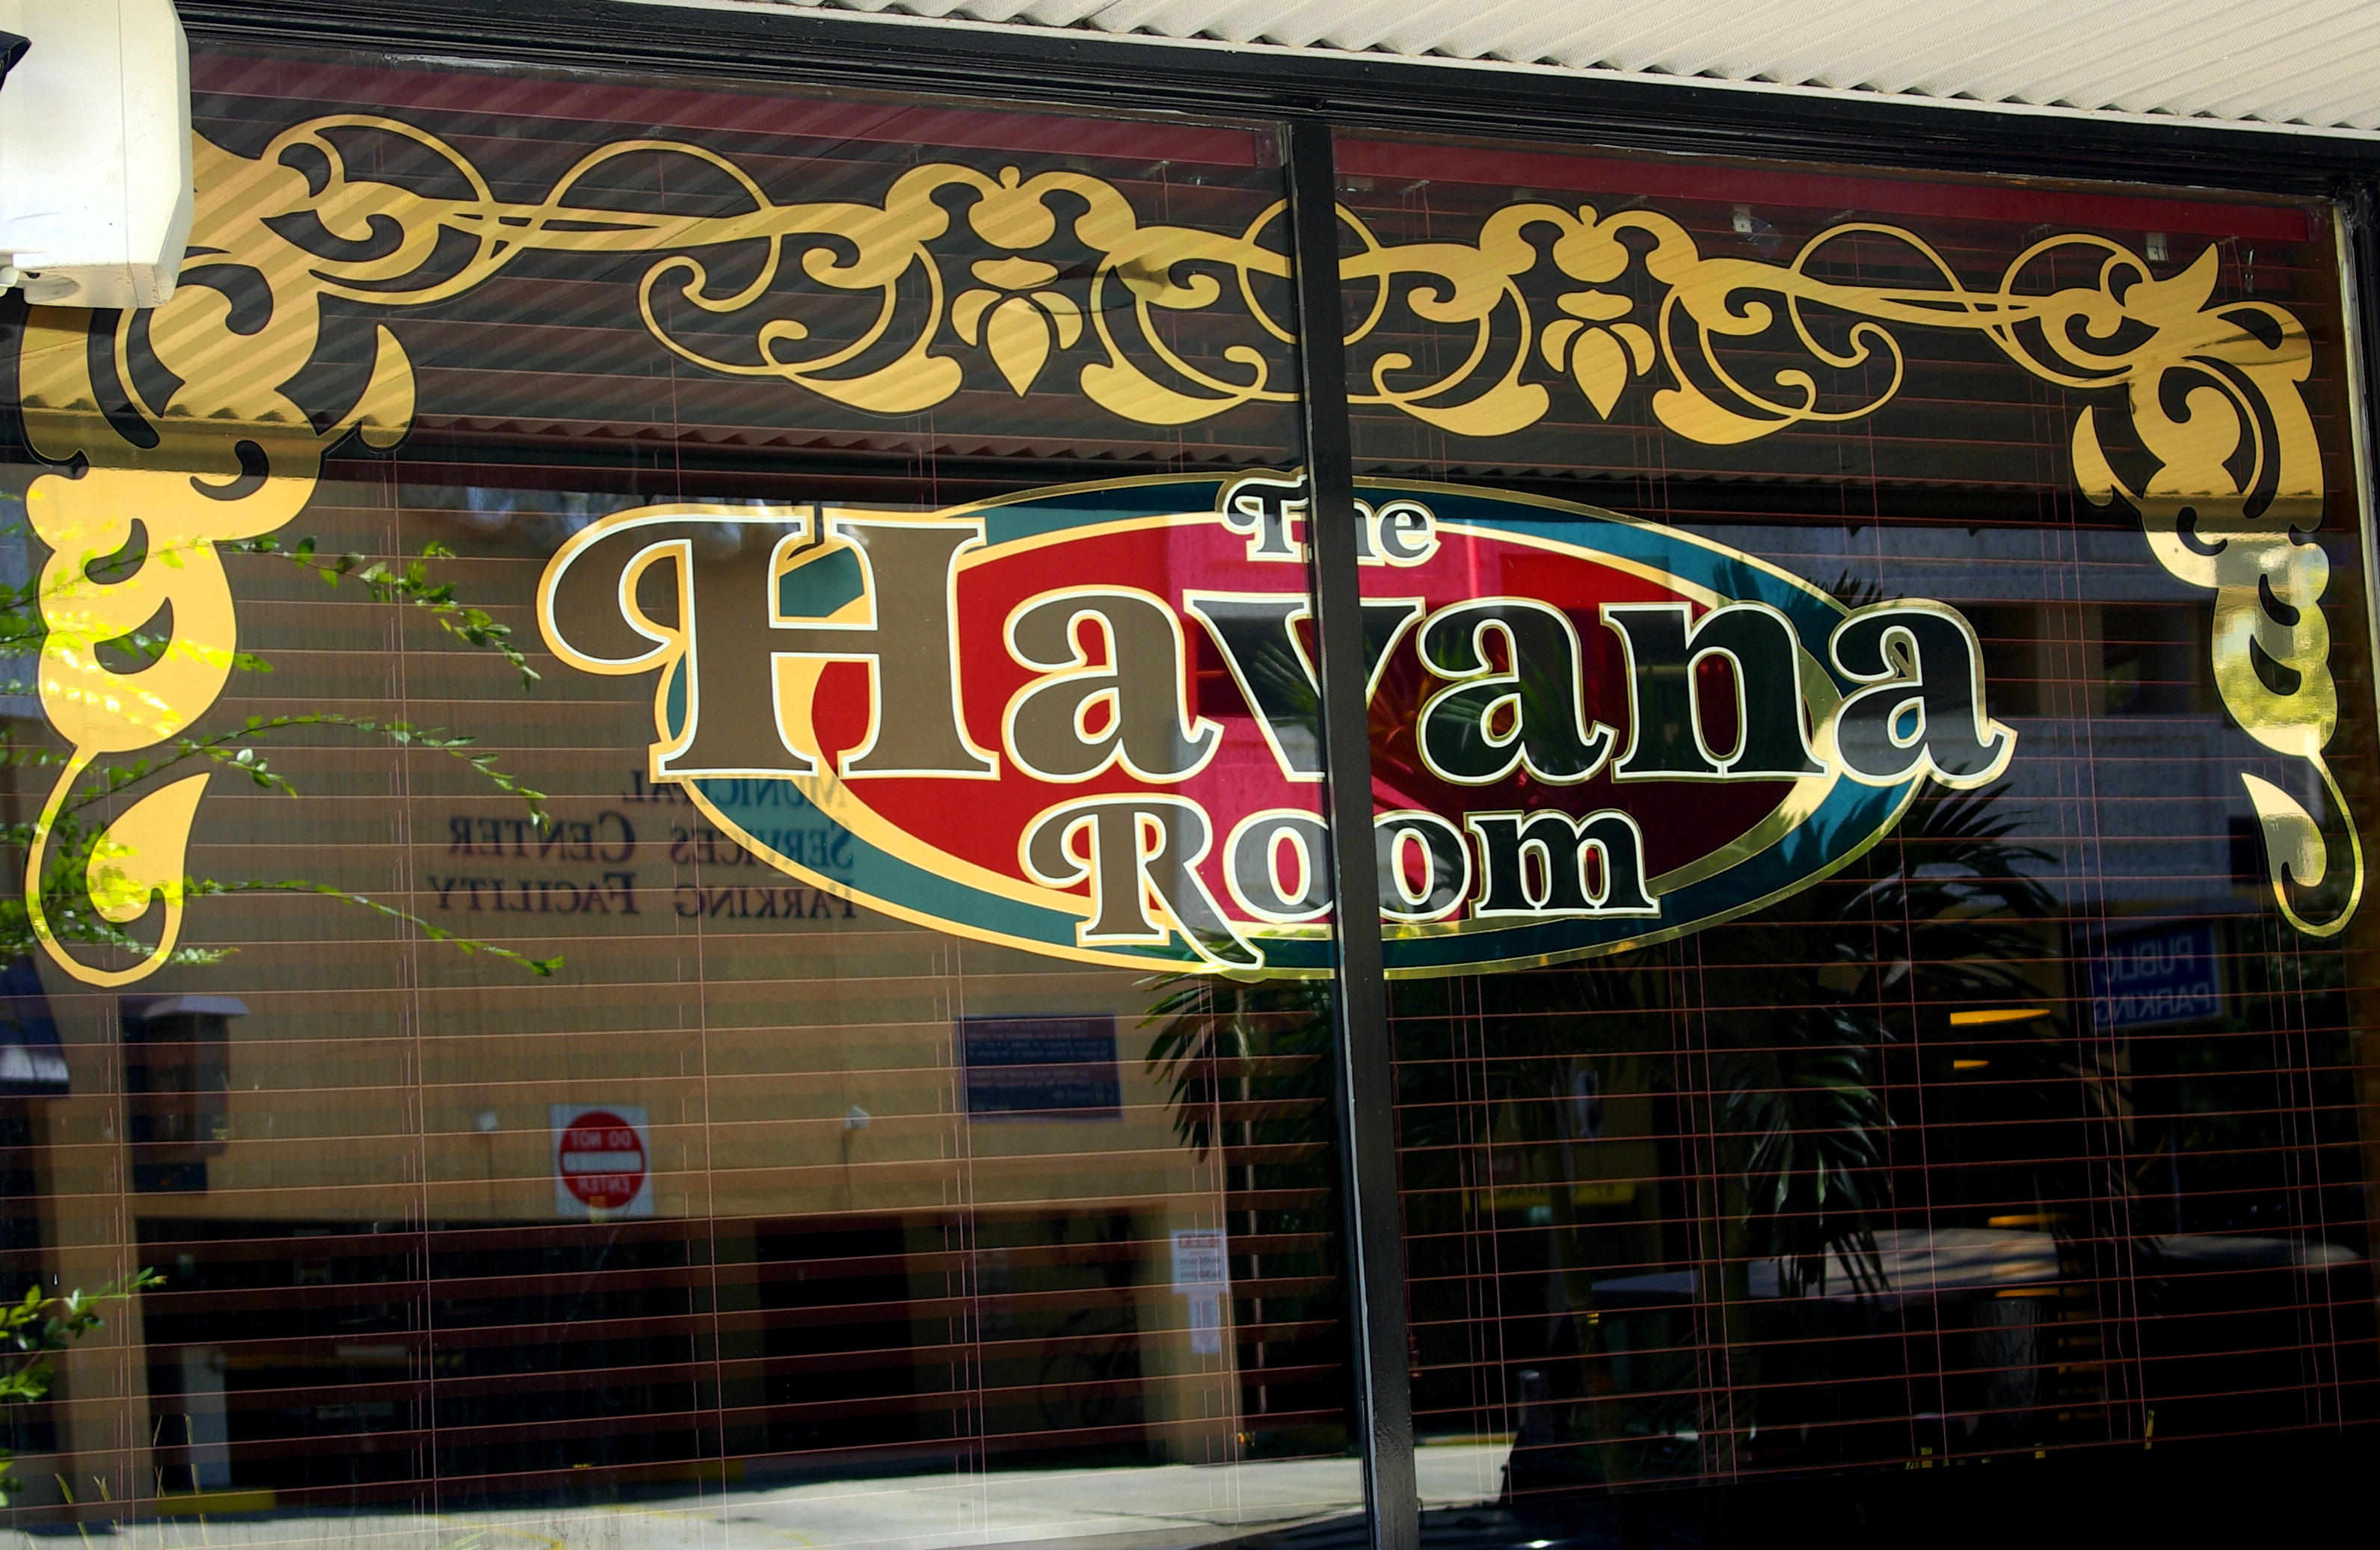 The
Havana
Room
MUNICIPAL
SERVICES CENTER
PARKING FACILITY
PUBLIC
PARKING
DO NOT
ENTER